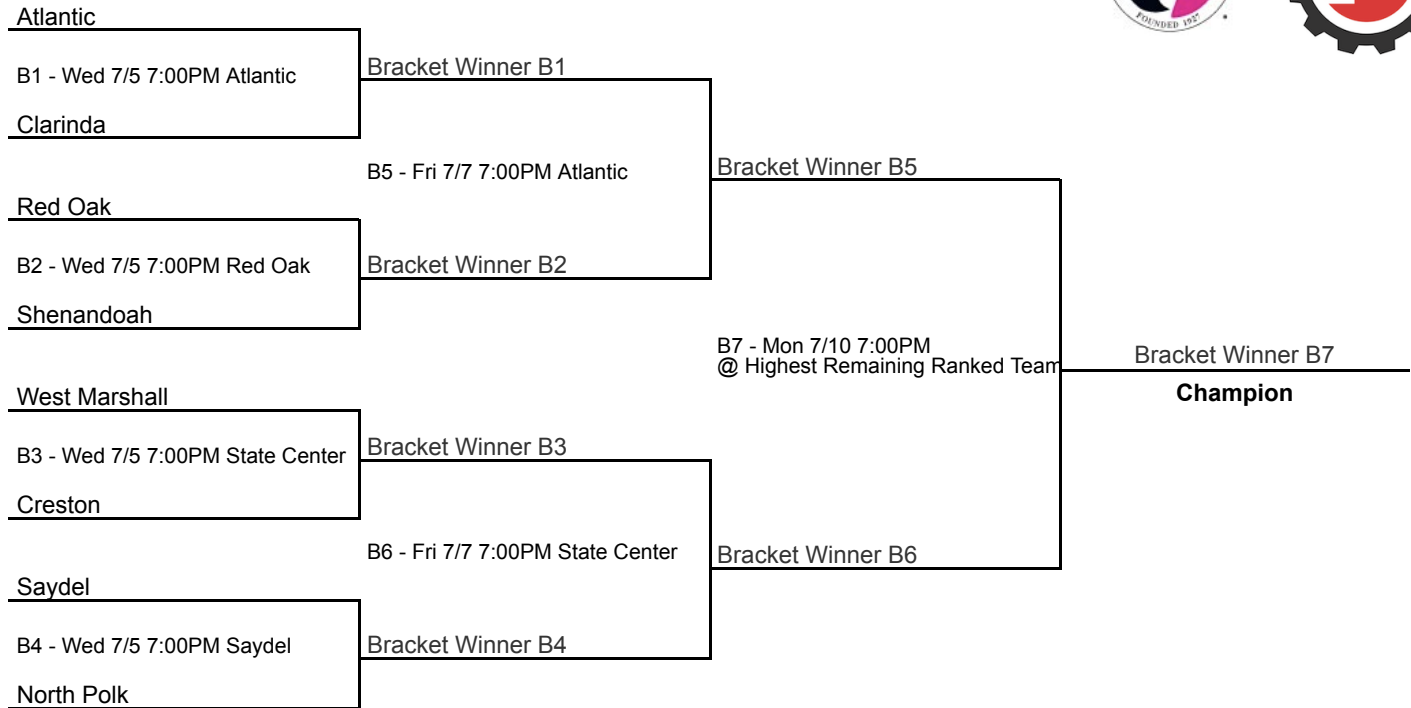 FOUNDED 1927
Atlantic
B1 - Wed 7/5 7:00PM Atlantic
Bracket Winner B1
Clarinda
B5 - Fri 7/7 7:00PM Atlantic
Bracket Winner B5
Red Oak
B2 - Wed 7/5 7:00PM Red Oak
Bracket Winner B2
Shenandoah
B7 - Mon 7/10 7:00PM
@ Highest Remaining Ranked Team
Bracket Winner B7
Champion
West Marshall
B3 - Wed 7/5 7:00PM State Center
Bracket Winner B3
Creston
B6 - Fri 7/7 7:00PM State Center
Bracket Winner B6
Saydel
B4 - Wed 7/5 7:00PM Saydel
Bracket Winner B4
North Polk